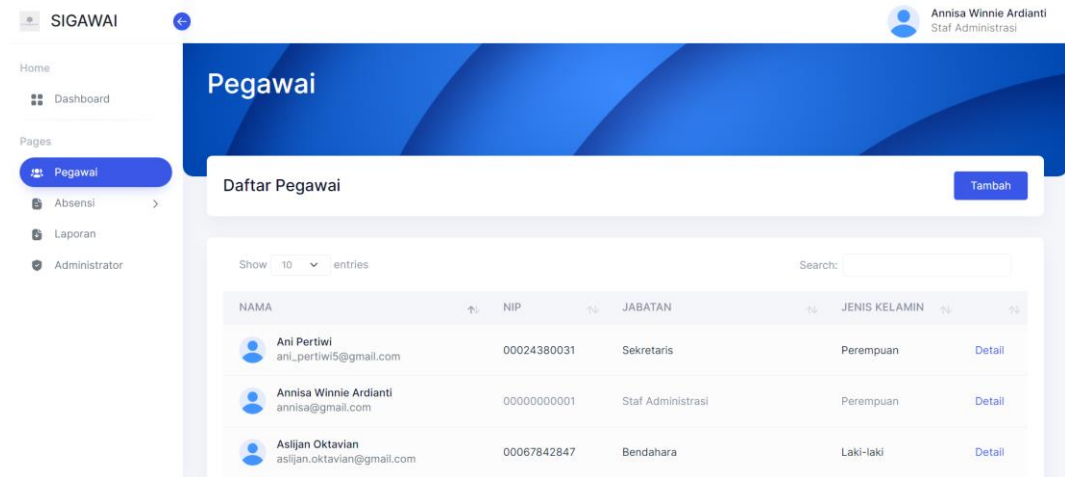 SIGAWAI
Annisa Winnie Ardianti
Staf Administrasi
Home
Dashboard
Pages
Pegawai
Absensi
Laporan
Administrator
Pegawai
Daftar Pegawai
Tambah
Show 10 entries
Search:
NAMA NIP JABATAN JENIS KELAMIN
Ani Pertiwi
ani_pertiwi5@gmail.com 00024380031 Sekretaris Perempuan Detail
Annisa Winnie Ardianti
annisa@gmail.com 00000000001 Staf Administrasi Perempuan Detail
Aslijan Oktavian
aslijan.oktavian@gmail.com 00067842847 Bendahara Laki-laki Detail